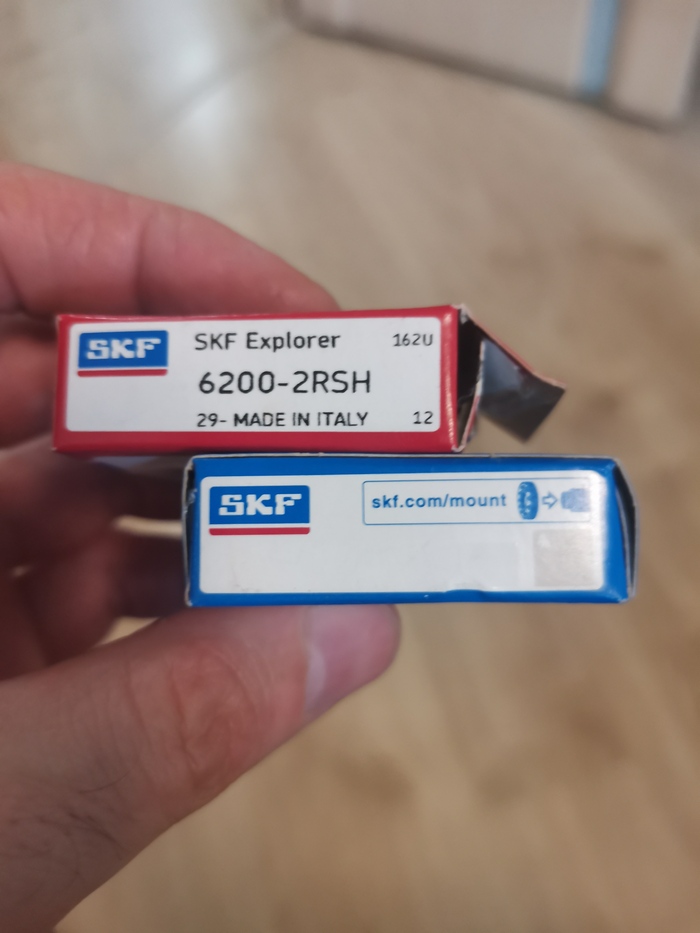 SKF
SKF Explorer
162U
6200-2RSH
29- MADE IN ITALY
12
SKF
skf.com/mount